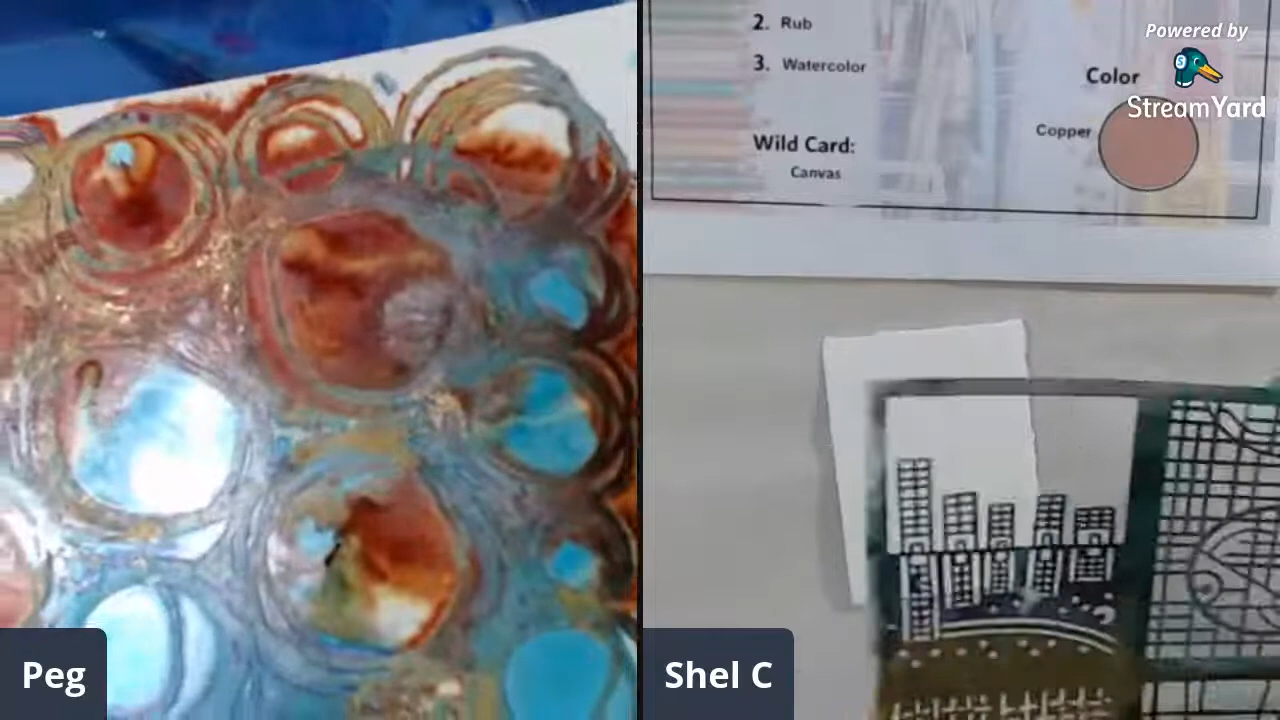 2. Rub
3. Watercolor
Wild Card:
Canvas
Color
Copper
Powered by
StreamYard
Peg
Shel C